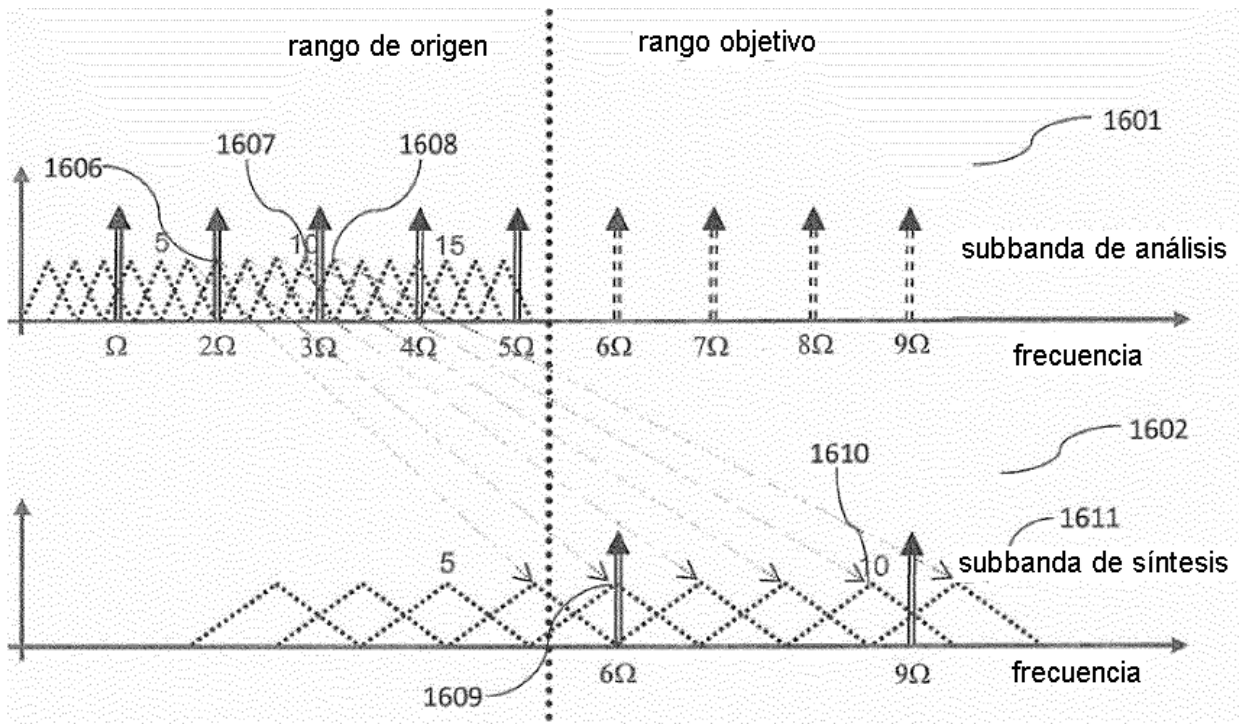 rango de origen
rango objetivo
1601
1607
1608
1606
5
10
15
subbanda de análisis
Ω 2Ω 3Ω 4Ω 5Ω 6Ω 7Ω 8Ω 9Ω
frecuencia
1602
1610
1611
5
10
subbanda de síntesis
6Ω
9Ω
frecuencia
1609